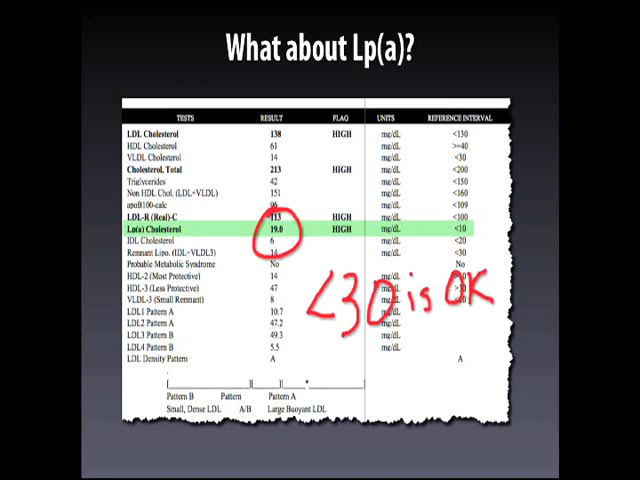 What about Lp(a)?
TESTS RESULT FLAG UNITS REFERENCE INTERVAL
LDL Cholesterol 138 HIGH mg/dL <130
HDL Cholesterol 61 mg/dL >=40
VLDL Cholesterol 14 mg/dL <30
Cholesterol, Total 213 HIGH mg/dL <200
Triglycerides 42 mg/dL <150
Non HDL Chol. (LDL+VLDL) 151 mg/dL <160
apoB100-calc 96 mg/dL <109
LDL-R (Real)-C 113 HIGH mg/dL <100
Lp(a) Cholesterol 19.0 HIGH mg/dL <10
IDL Cholesterol 6 mg/dL <20
Remnant Lipo. (IDL+VLDL3) 14 mg/dL <30
Probable Metabolic Syndrome No No
HDL-2 (Most Protective) 14 mg/dL
HDL-3 (Less Protective) 47 mg/dL
VLDL-3 (Small Remnant) 8 mg/dL
<30 is OK
LDL1 Pattern A 10.7 mg/dL
LDL2 Pattern A 47.2 mg/dL
LDL3 Pattern B 49.3 mg/dL
LDL4 Pattern B 5.5 mg/dL
LDL Density Pattern A A
Pattern B Pattern Pattern A
Small, Dense LDL A/B Large Buoyant LDL